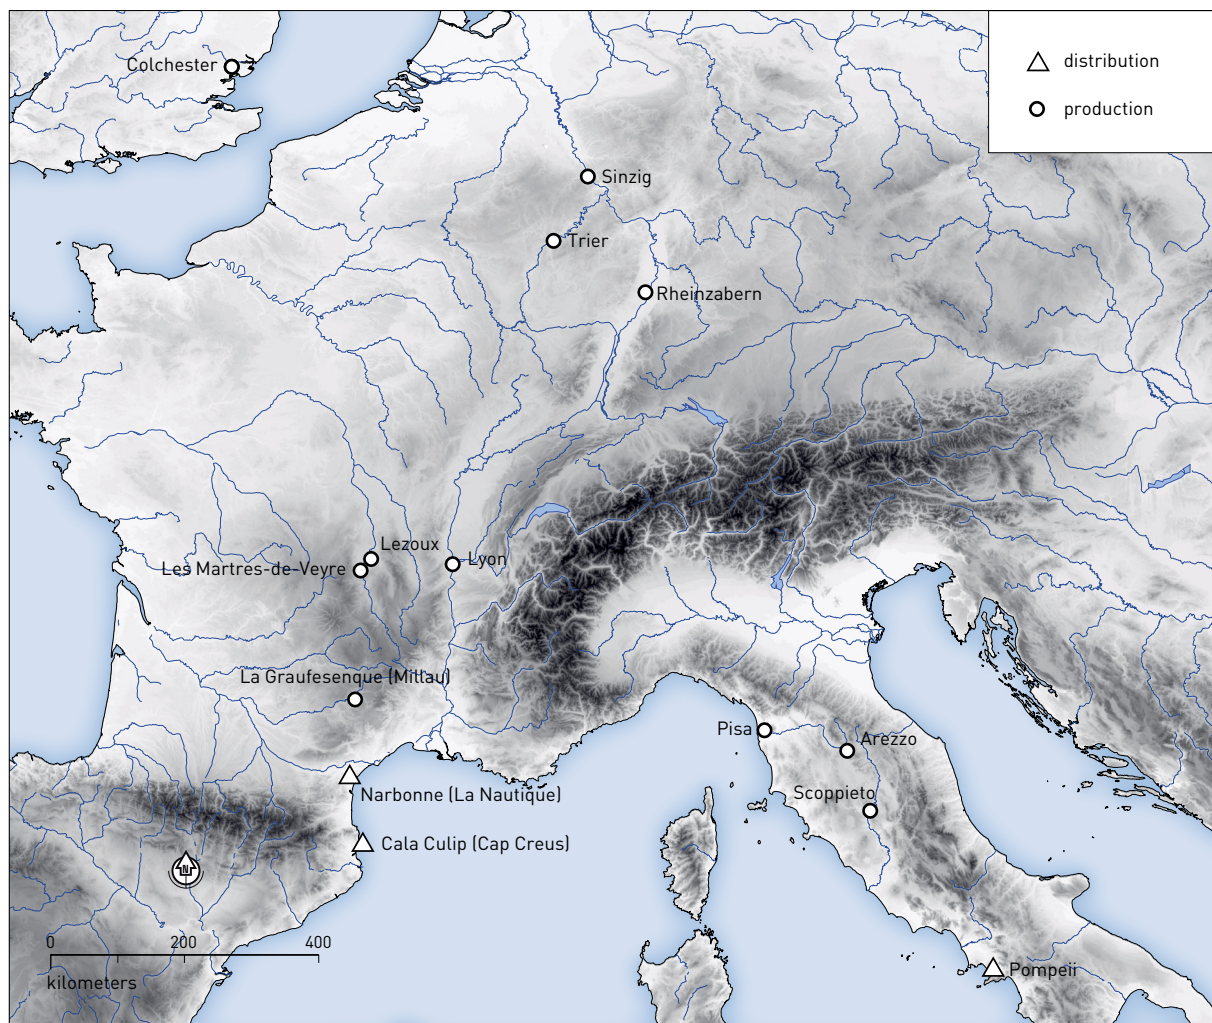 distribution
production
Colchester
Sinzig
Trier
Rheinzabern
Lezoux
Les Martres-de-Veyre
Lyon
La Graufesenque (Millau)
Pisa
Arezzo
Scoppieto
Narbonne (La Nautique)
Cala Culip (Cap Creus)
N
0 200 400
kilometers
Pompeii